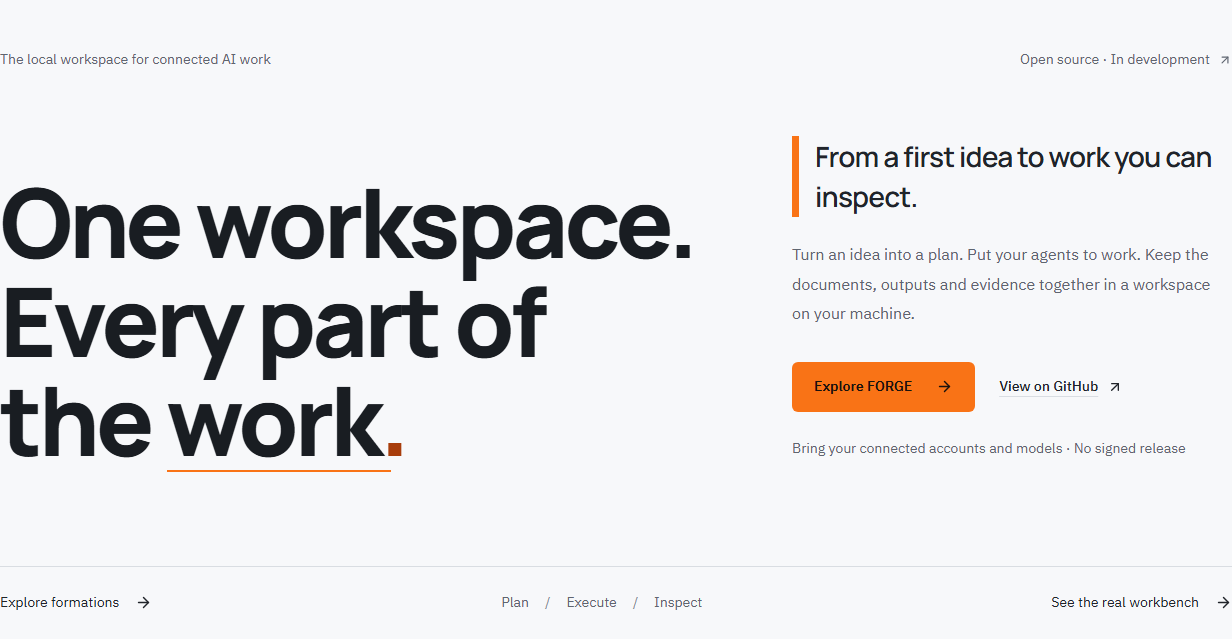 The local workspace for connected AI work
Open source · In development ↗
One workspace.
Every part of
the work.
From a first idea to work you can
inspect.
Turn an idea into a plan. Put your agents to work. Keep the
documents, outputs and evidence together in a workspace
on your machine.
Explore FORGE →
View on GitHub ↗
Bring your connected accounts and models · No signed release
Explore formations →
Plan / Execute / Inspect
See the real workbench →